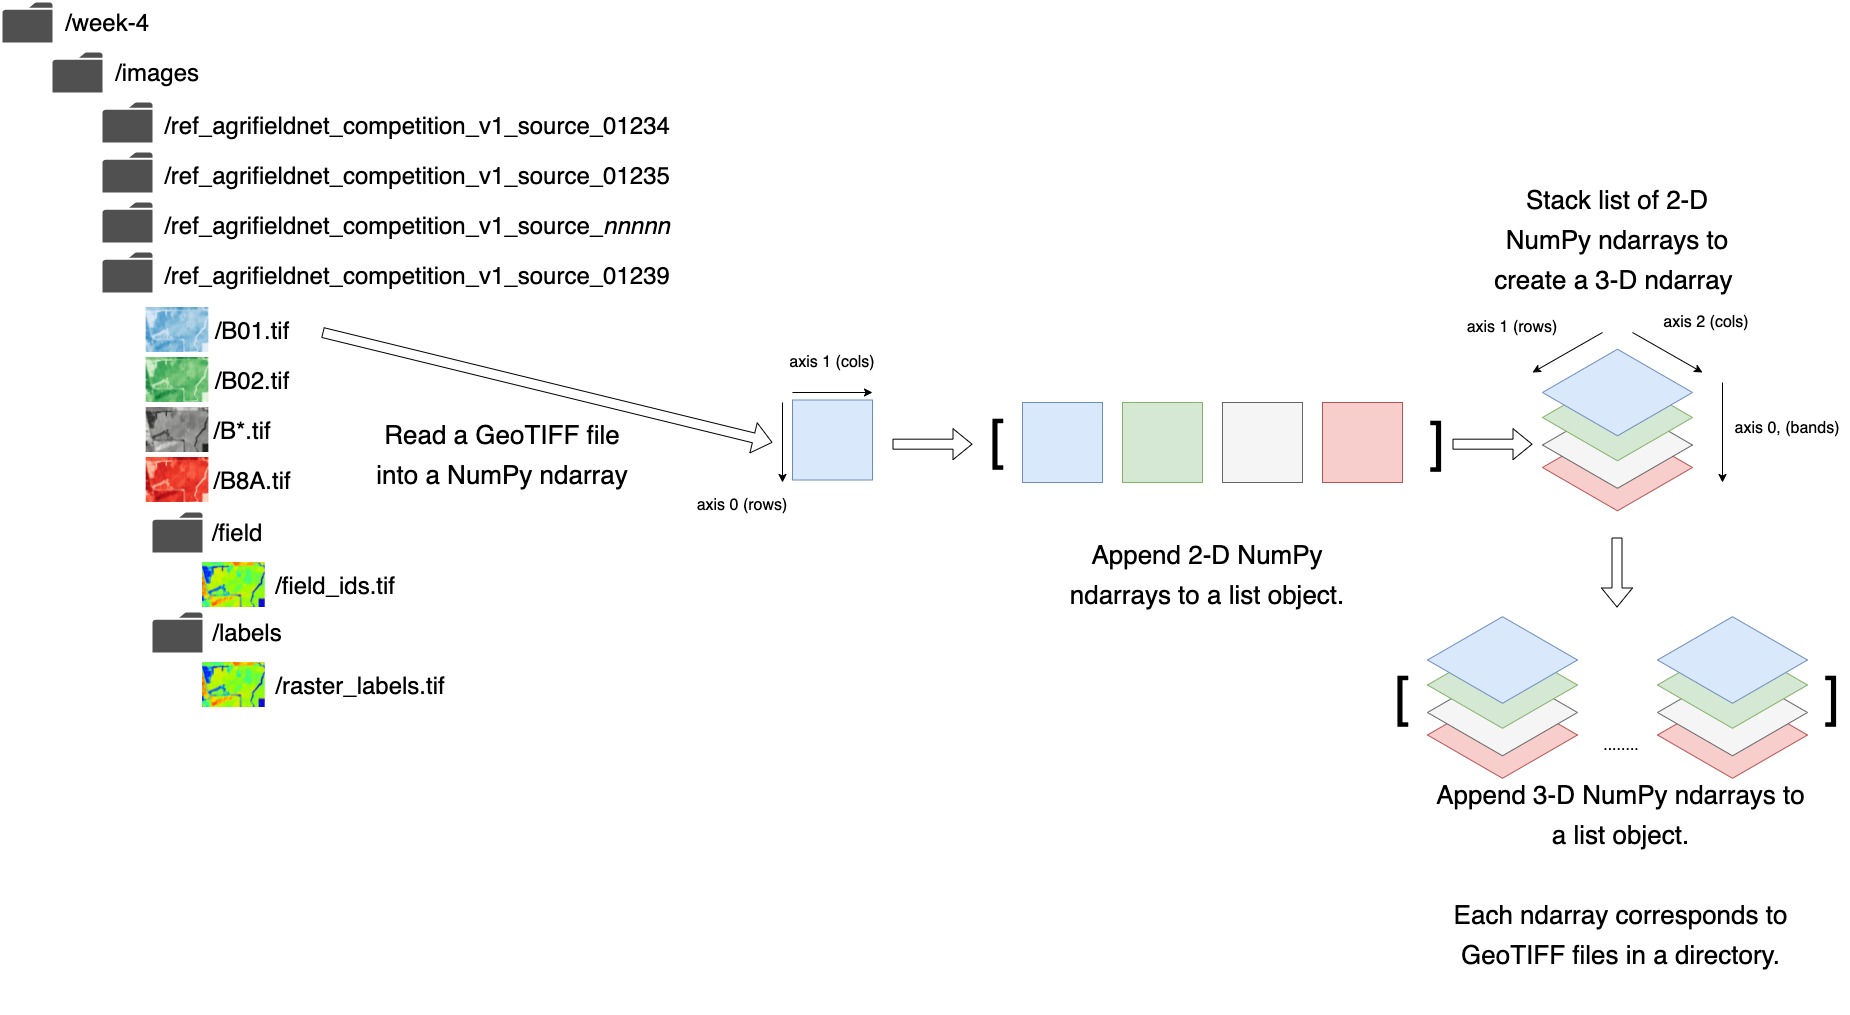 /week-4
/images
/ref_agrifieldnet_competition_v1_source_01234
/ref_agrifieldnet_competition_v1_source_01235
/ref_agrifieldnet_competition_v1_source_nnnnn
/ref_agrifieldnet_competition_v1_source_01239
/B01.tif
/B02.tif
/B*.tif
/B8A.tif
/field
/field_ids.tif
/labels
/raster_labels.tif
Read a GeoTIFF file
into a NumPy ndarray
axis 1 (cols)
axis 0 (rows)
[
]
Append 2-D NumPy
ndarrays to a list object.
Stack list of 2-D
NumPy ndarrays to
create a 3-D ndarray
axis 1 (rows)
axis 2 (cols)
axis 0, (bands)
[
........
]
Append 3-D NumPy ndarrays to
a list object.
Each ndarray corresponds to
GeoTIFF files in a directory.